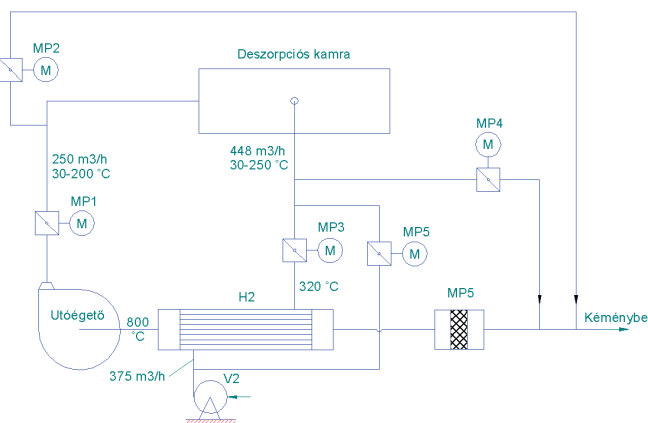 MP2
M
Deszorpciós kamra
250 m3/h
30-200 °C
448 m3/h
30-250 °C
MP4
M
MP1
M
MP3
M
MP5
M
320 °C
H2
MP5
Utóégető
800
°C
Kéménybe
375 m3/h
V2